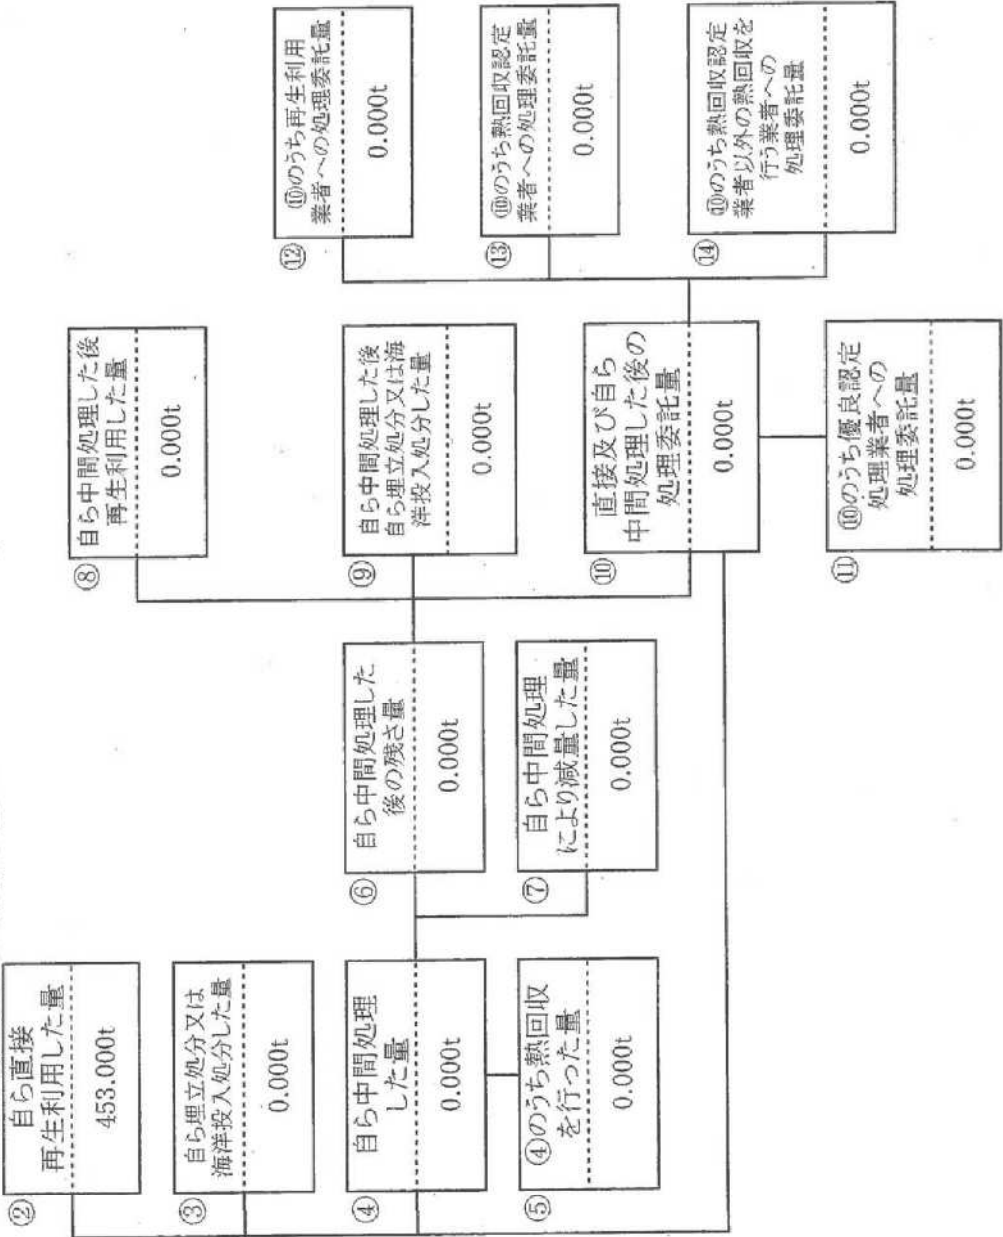 ②
自ら直接
再生利用した量
453.000t
③
自ら埋立処分又は
海洋投入処分した量
0.000t
④
自ら中間処理
した量
0.000t
⑤
④のうち熱回収
を行った量
0.000t
⑥
自ら中間処理した
後の残さ量
0.000t
⑦
自ら中間処理
により減量した量
0.000t
⑧
自ら中間処理した後
再生利用した量
0.000t
⑨
自ら中間処理した後
自ら埋立処分又は海
洋投入処分した量
0.000t
⑩
直接及び自ら
中間処理した後の
処理委託量
0.000t
⑪
⑩のうち優良認定
処理業者への
処理委託量
0.000t
⑫
⑩のうち再生利用
業者への処理委託量
0.000t
⑬
⑩のうち熱回収認定
業者への処理委託量
0.000t
⑭
⑩のうち熱回収認定
業者以外の熱回収を
行う業者への
処理委託量
0.000t